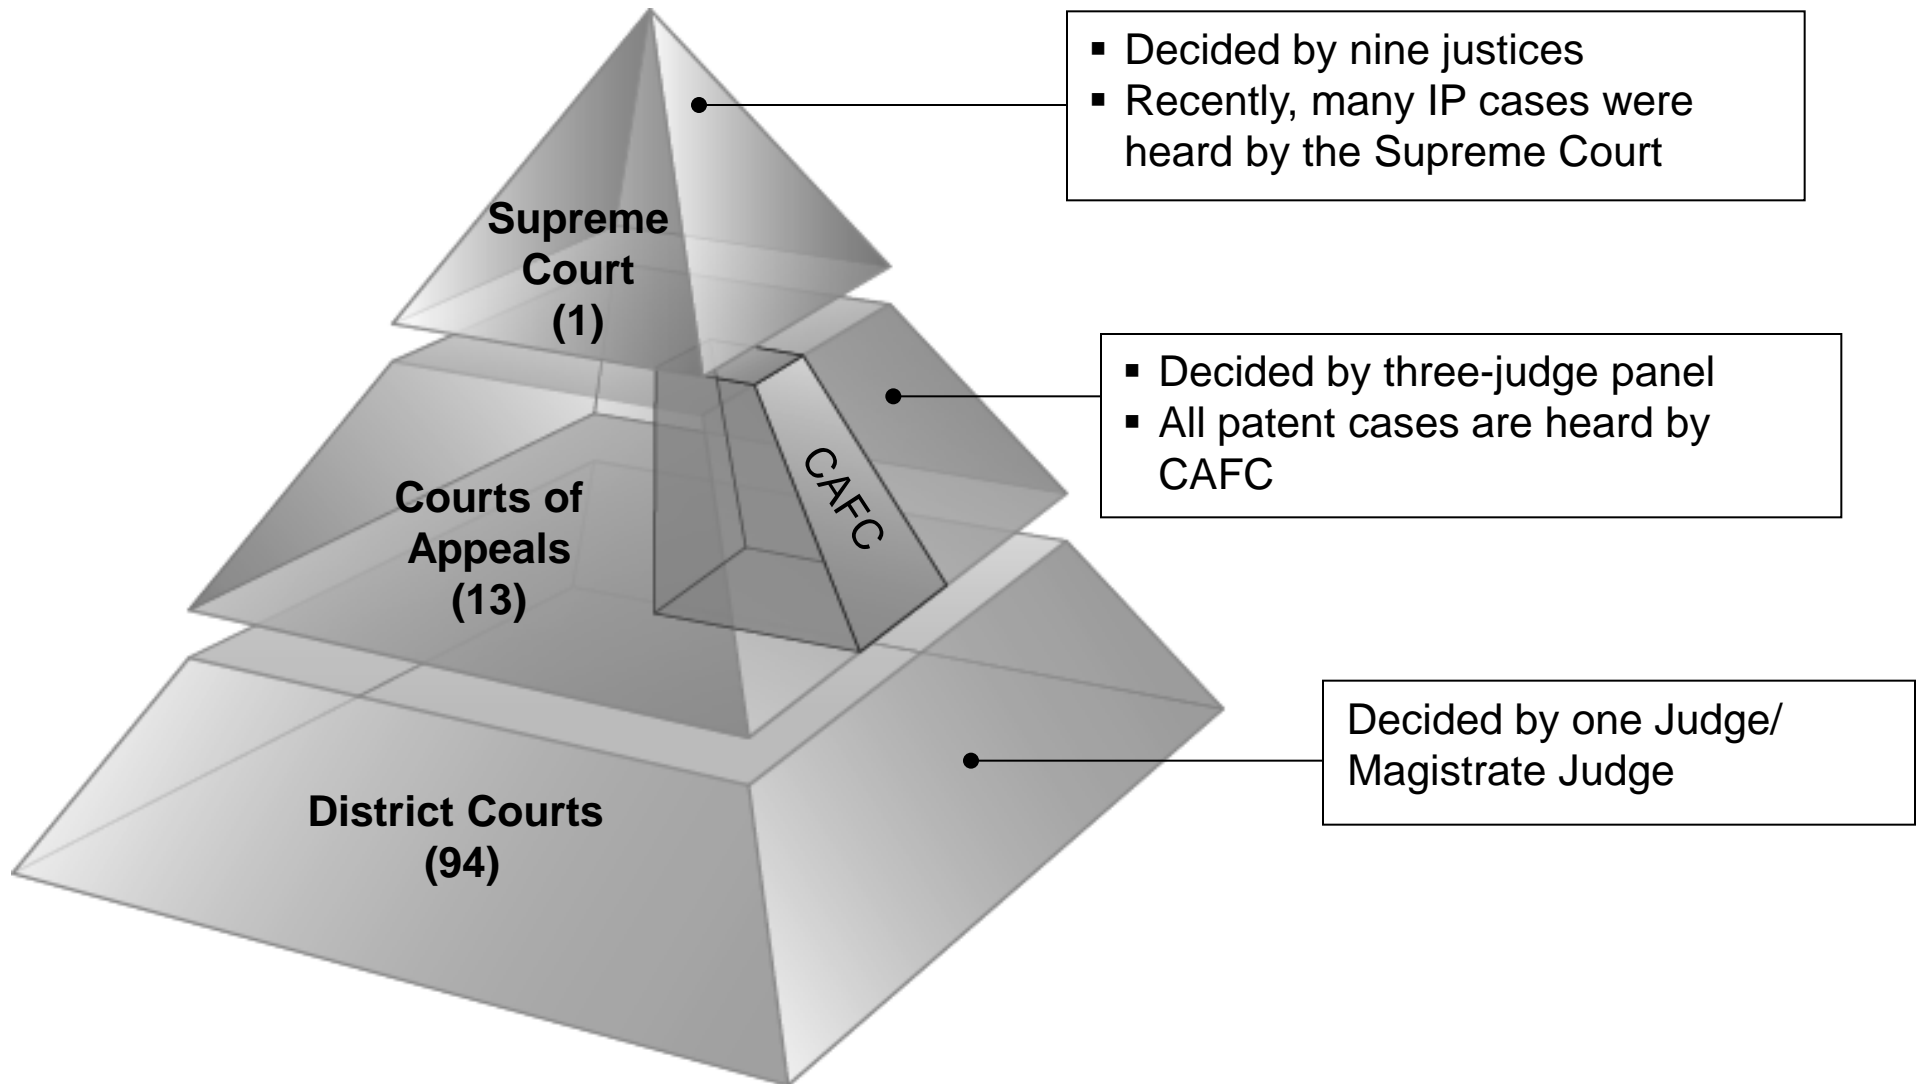 ▪ Decided by nine justices
▪ Recently, many IP cases were
heard by the Supreme Court
Supreme
Court
(1)
▪ Decided by three-judge panel
▪ All patent cases are heard by
CAFC
CAFC
Courts of
Appeals
(13)
Decided by one Judge/
Magistrate Judge
District Courts
(94)